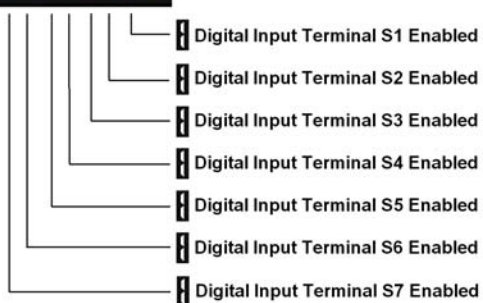 Digital Input Terminal S1 Enabled
Digital Input Terminal S2 Enabled
Digital Input Terminal S3 Enabled
Digital Input Terminal S4 Enabled
Digital Input Terminal S5 Enabled
Digital Input Terminal S6 Enabled
Digital Input Terminal S7 Enabled